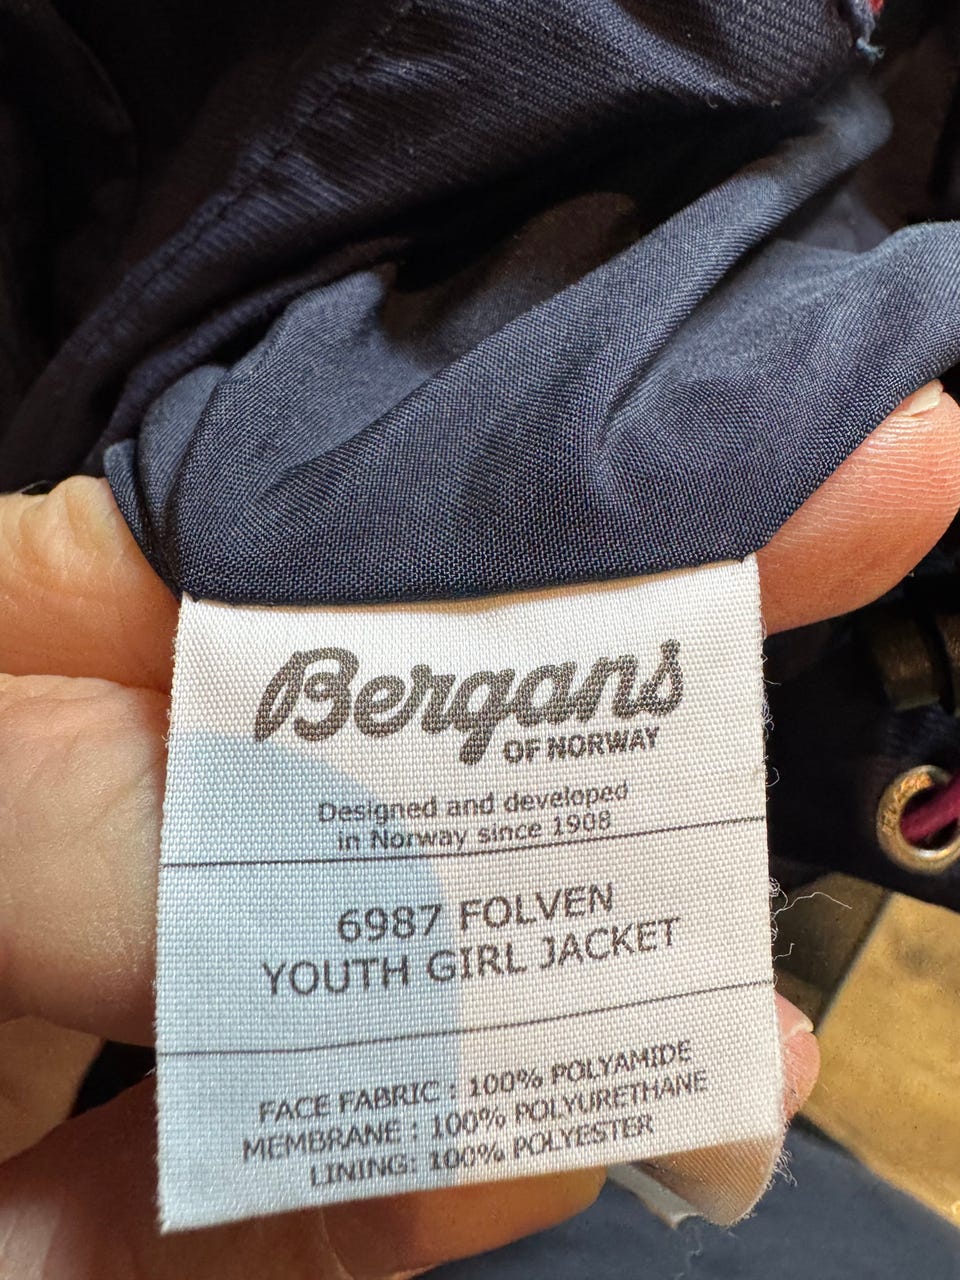 Bergans
OF NORWAY
Designed and developed
in Norway since 1908
6987 FOLVEN
YOUTH GIRL JACKET
FACE FABRIC : 100% POLYAMIDE
MEMBRANE : 100% POLYURETHANE
LINING: 100% POLYESTER